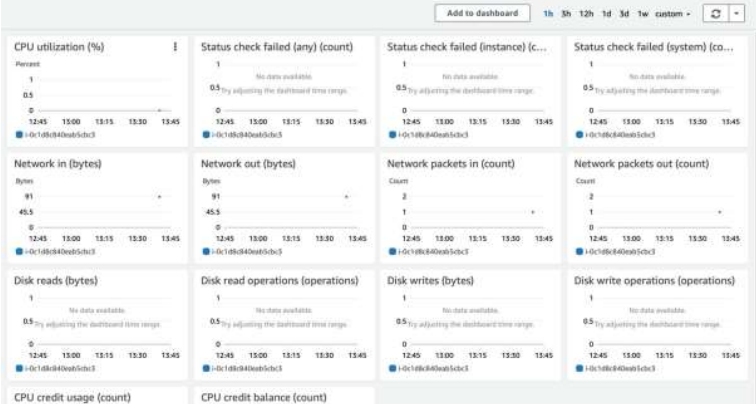 Add to dashboard 1h 3h 12h 1d 3d 1w custom
CPU utilization (%)
Percent
1
0.5
0
12:45 13:00 13:15 13:30 13:45
i-0c1d8c840eab5cbc3
Status check failed (any) (count)
1
No data available.
0.5 Try adjusting the dashboard time range.
0
12:45 13:00 13:15 13:30 13:45
i-0c1d8c840eab5cbc3
Status check failed (instance) (c...
1
No data available.
0.5 Try adjusting the dashboard time range.
0
12:45 13:00 13:15 13:30 13:45
i-0c1d8c840eab5cbc3
Status check failed (system) (co...
1
No data available.
0.5 Try adjusting the dashboard time range.
0
12:45 13:00 13:15 13:30 13:45
i-0c1d8c840eab5cbc3
Network in (bytes)
Bytes
91
45.5
0
12:45 13:00 13:15 13:30 13:45
i-0c1d8c840eab5cbc3
Network out (bytes)
Bytes
91
45.5
0
12:45 13:00 13:15 13:30 13:45
i-0c1d8c840eab5cbc3
Network packets in (count)
Count
2
1
0
12:45 13:00 13:15 13:30 13:45
i-0c1d8c840eab5cbc3
Network packets out (count)
Count
2
1
0
12:45 13:00 13:15 13:30 13:45
i-0c1d8c840eab5cbc3
Disk reads (bytes)
1
No data available.
0.5 Try adjusting the dashboard time range.
0
12:45 13:00 13:15 13:30 13:45
i-0c1d8c840eab5cbc3
Disk read operations (operations)
1
No data available.
0.5 Try adjusting the dashboard time range.
0
12:45 13:00 13:15 13:30 13:45
i-0c1d8c840eab5cbc3
Disk writes (bytes)
1
No data available.
0.5 Try adjusting the dashboard time range.
0
12:45 13:00 13:15 13:30 13:45
i-0c1d8c840eab5cbc3
Disk write operations (operations)
1
No data available.
0.5 Try adjusting the dashboard time range.
0
12:45 13:00 13:15 13:30 13:45
i-0c1d8c840eab5cbc3
CPU credit usage (count)
CPU credit balance (count)